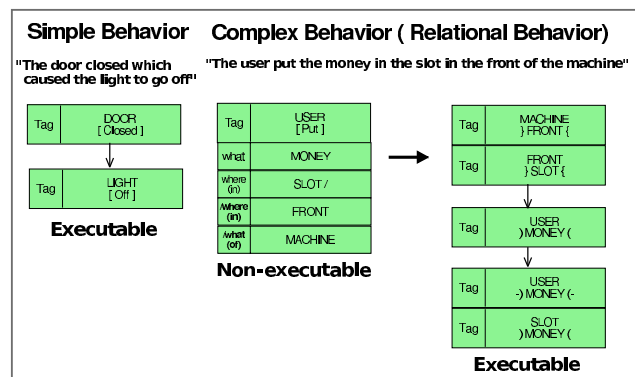 Simple Behavior
"The door closed which
caused the light to go off"
Tag
DOOR
[ Closed ]
Tag
LIGHT
[ Off ]
Executable
Complex Behavior ( Relational Behavior)
"The user put the money in the slot in the front of the machine"
Tag
USER
[ Put ]
what
MONEY
where
(in)
SLOT /
/where
(in)
FRONT
/what
(of)
MACHINE
Non-executable
Tag
MACHINE
} FRONT {
Tag
FRONT
} SLOT {
Tag
USER
) MONEY (
Tag
USER
-) MONEY (-
Tag
SLOT
) MONEY (
Executable